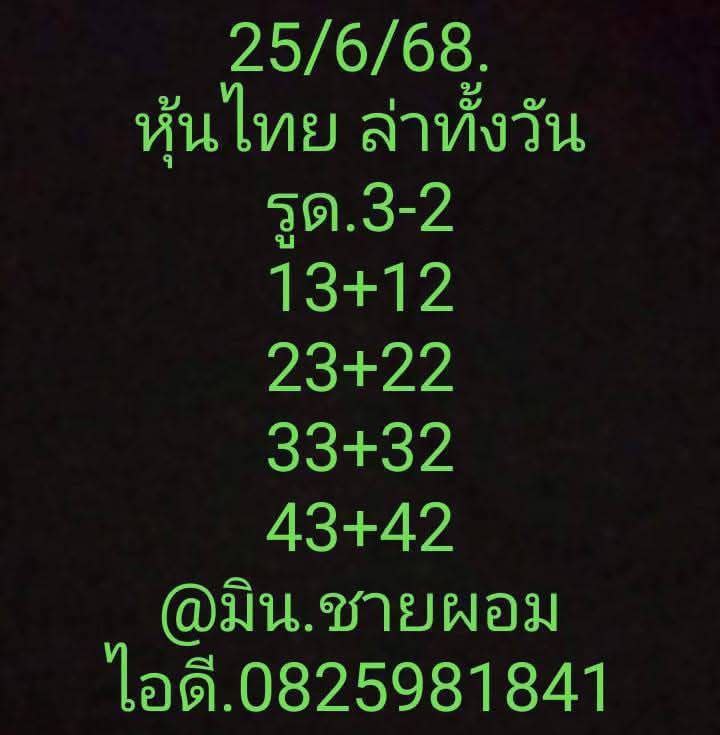 25/6/68.
หุ้นไทย ล่าทั้งวัน
รูด.3-2
13+12
23+22
33+32
43+42
@มิน.ชายผอม
ไอดี.0825981841